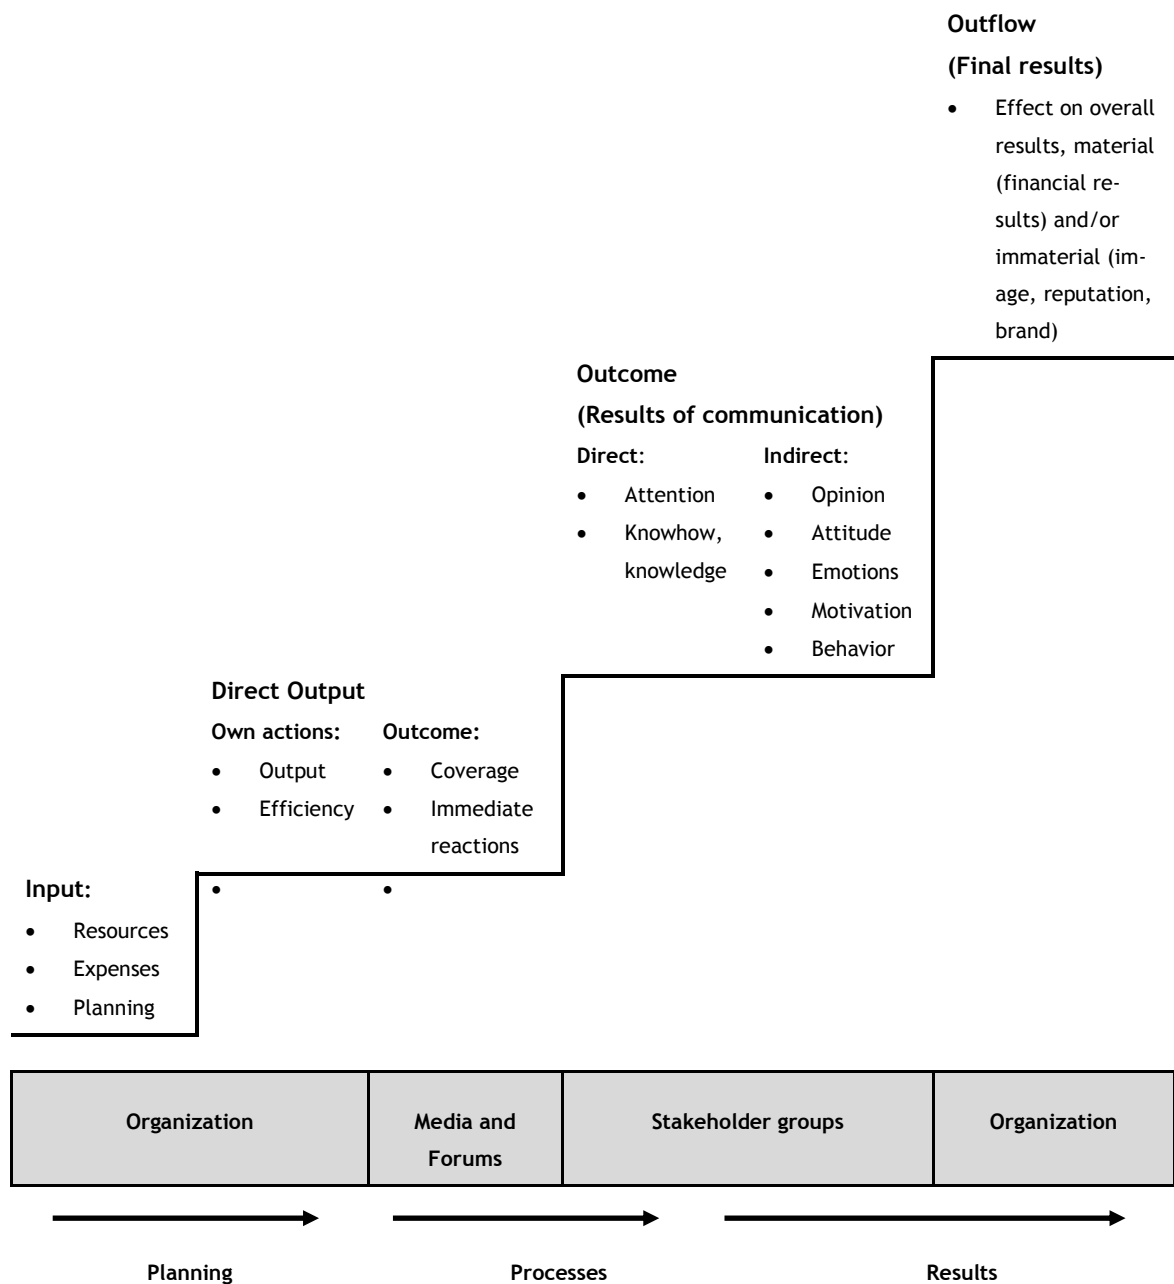 Outflow
(Final results)
• Effect on overall
results, material
(financial re-
sults) and/or
immaterial (im-
age, reputation,
brand)
Outcome
(Results of communication)
Direct: Indirect:
• Attention • Opinion
• Knowhow, • Attitude
knowledge • Emotions
• Motivation
• Behavior
Direct Output
Own actions: Outcome:
• Output • Coverage
• Efficiency • Immediate
reactions
• •
Input:
• Resources
• Expenses
• Planning
Organization Media and Stakeholder groups Organization
Forums
Planning Processes Results